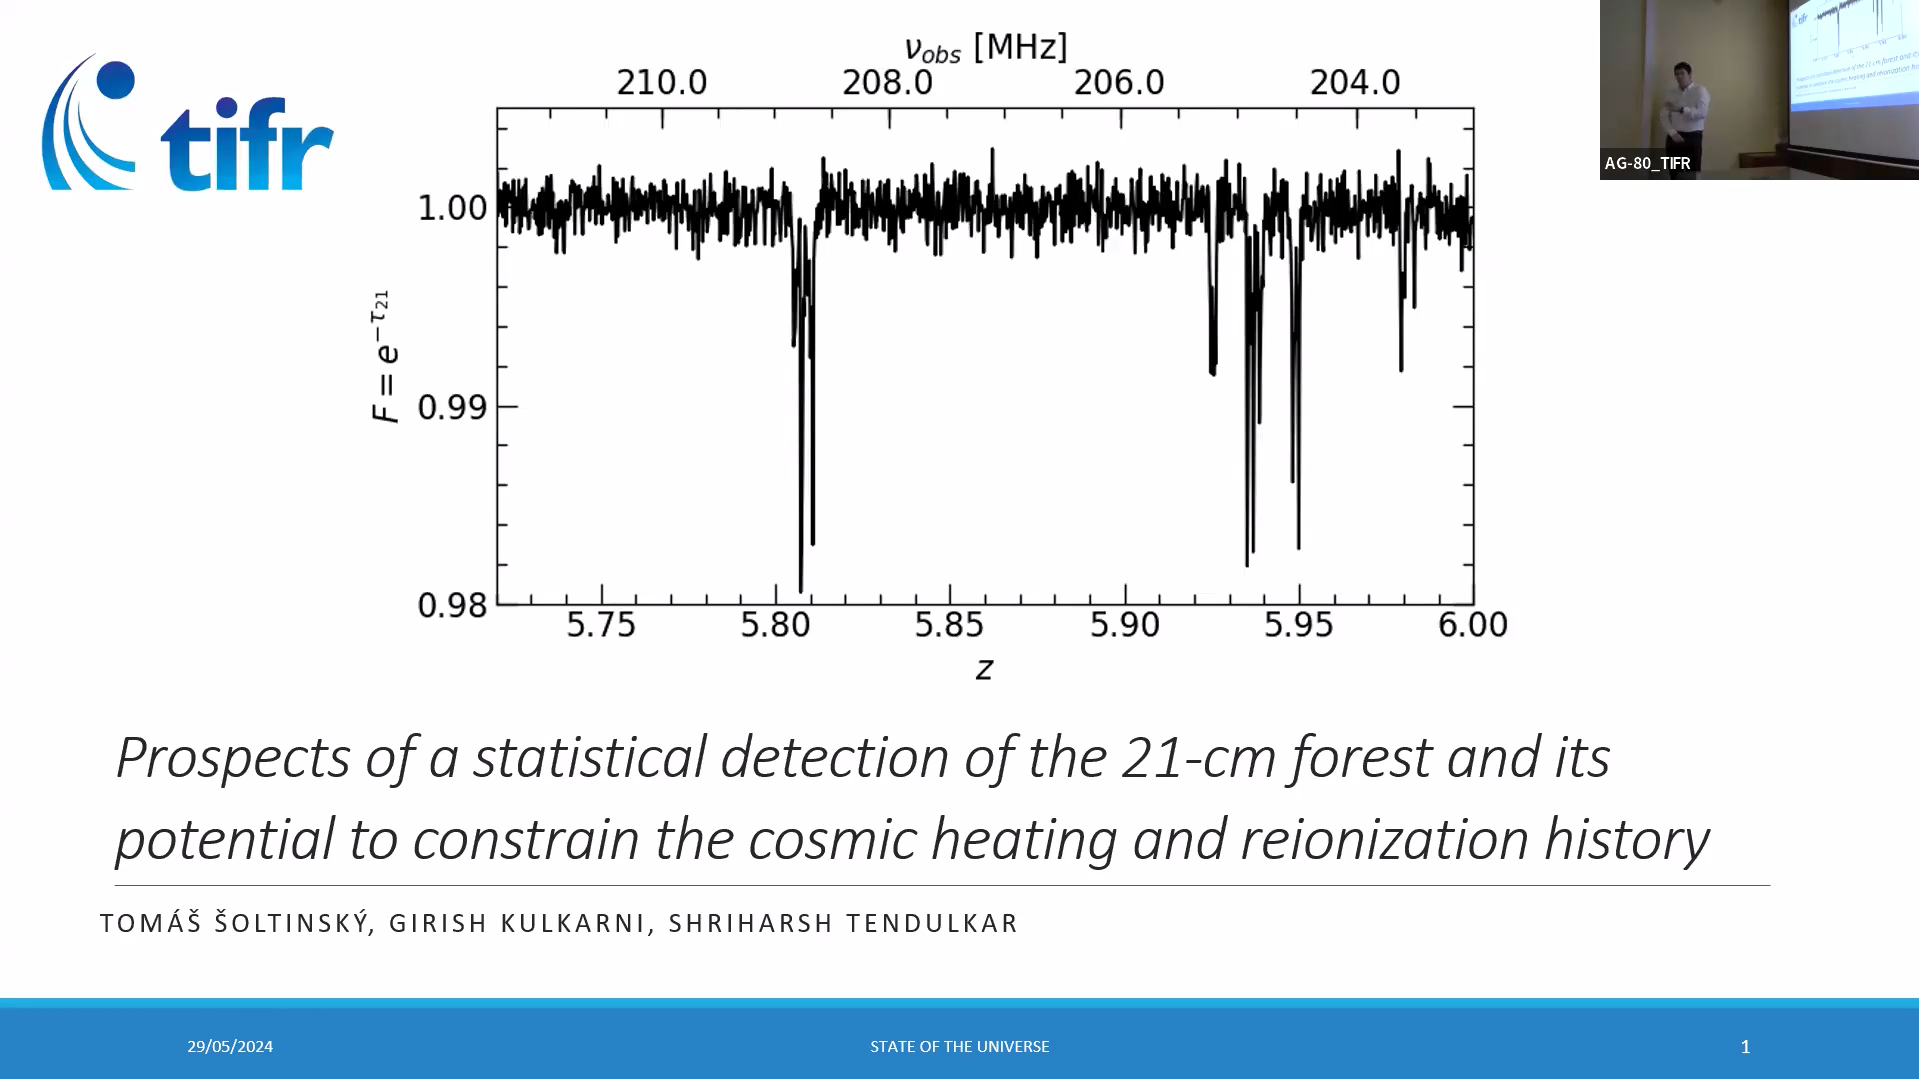 tifr
ν_obs [MHz]
210.0 208.0 206.0 204.0
1.00
0.99
0.98
F = e^{−τ_{21}}
5.75 5.80 5.85 5.90 5.95 6.00
z
AG-80_TIFR
Prospects of a statistical detection of the 21-cm forest and its
potential to constrain the cosmic heating and reionization history
TOMÁŠ ŠOLTINSKÝ, GIRISH KULKARNI, SHRIHARSH TENDULKAR
29/05/2024
STATE OF THE UNIVERSE
1